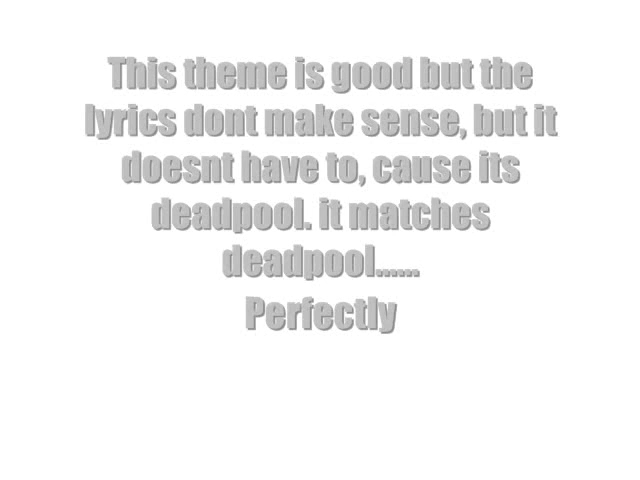 This theme is good but the
lyrics dont make sense, but it
doesnt have to, cause its
deadpool. it matches
deadpool......
Perfectly